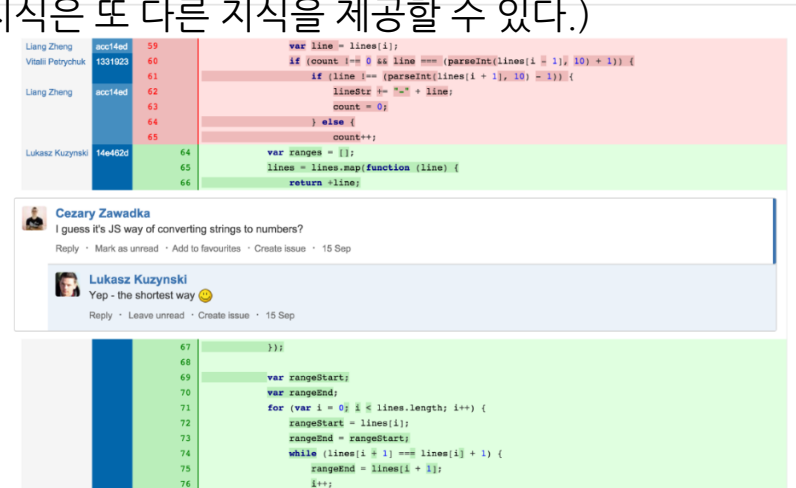 지식은 또 다른 지식을 제공할 수 있다.)
Liang Zheng acc14ed 59 var line = lines[i];
Vitalii Petrychuk 1331923 60 if (count !== 0 && line === (parseInt(lines[i - 1], 10) + 1)) {
61 if (line !== (parseInt(lines[i + 1], 10) - 1)) {
Liang Zheng acc14ed 62 lineStr += "-" + line;
63 count = 0;
64 } else {
65 count++;
Lukasz Kuzynski 14e462d 64 var ranges = [];
65 lines = lines.map(function (line) {
66 return +line;
Cezary Zawadka
I guess it's JS way of converting strings to numbers?
Reply · Mark as unread · Add to favourites · Create issue · 15 Sep
Lukasz Kuzynski
Yep - the shortest way
Reply · Leave unread · Create issue · 15 Sep
67 });
68
69 var rangeStart;
70 var rangeEnd;
71 for (var i = 0; i < lines.length; i++) {
72 rangeStart = lines[i];
73 rangeEnd = rangeStart;
74 while (lines[i + 1] === lines[i] + 1) {
75 rangeEnd = lines[i + 1];
76 i++;